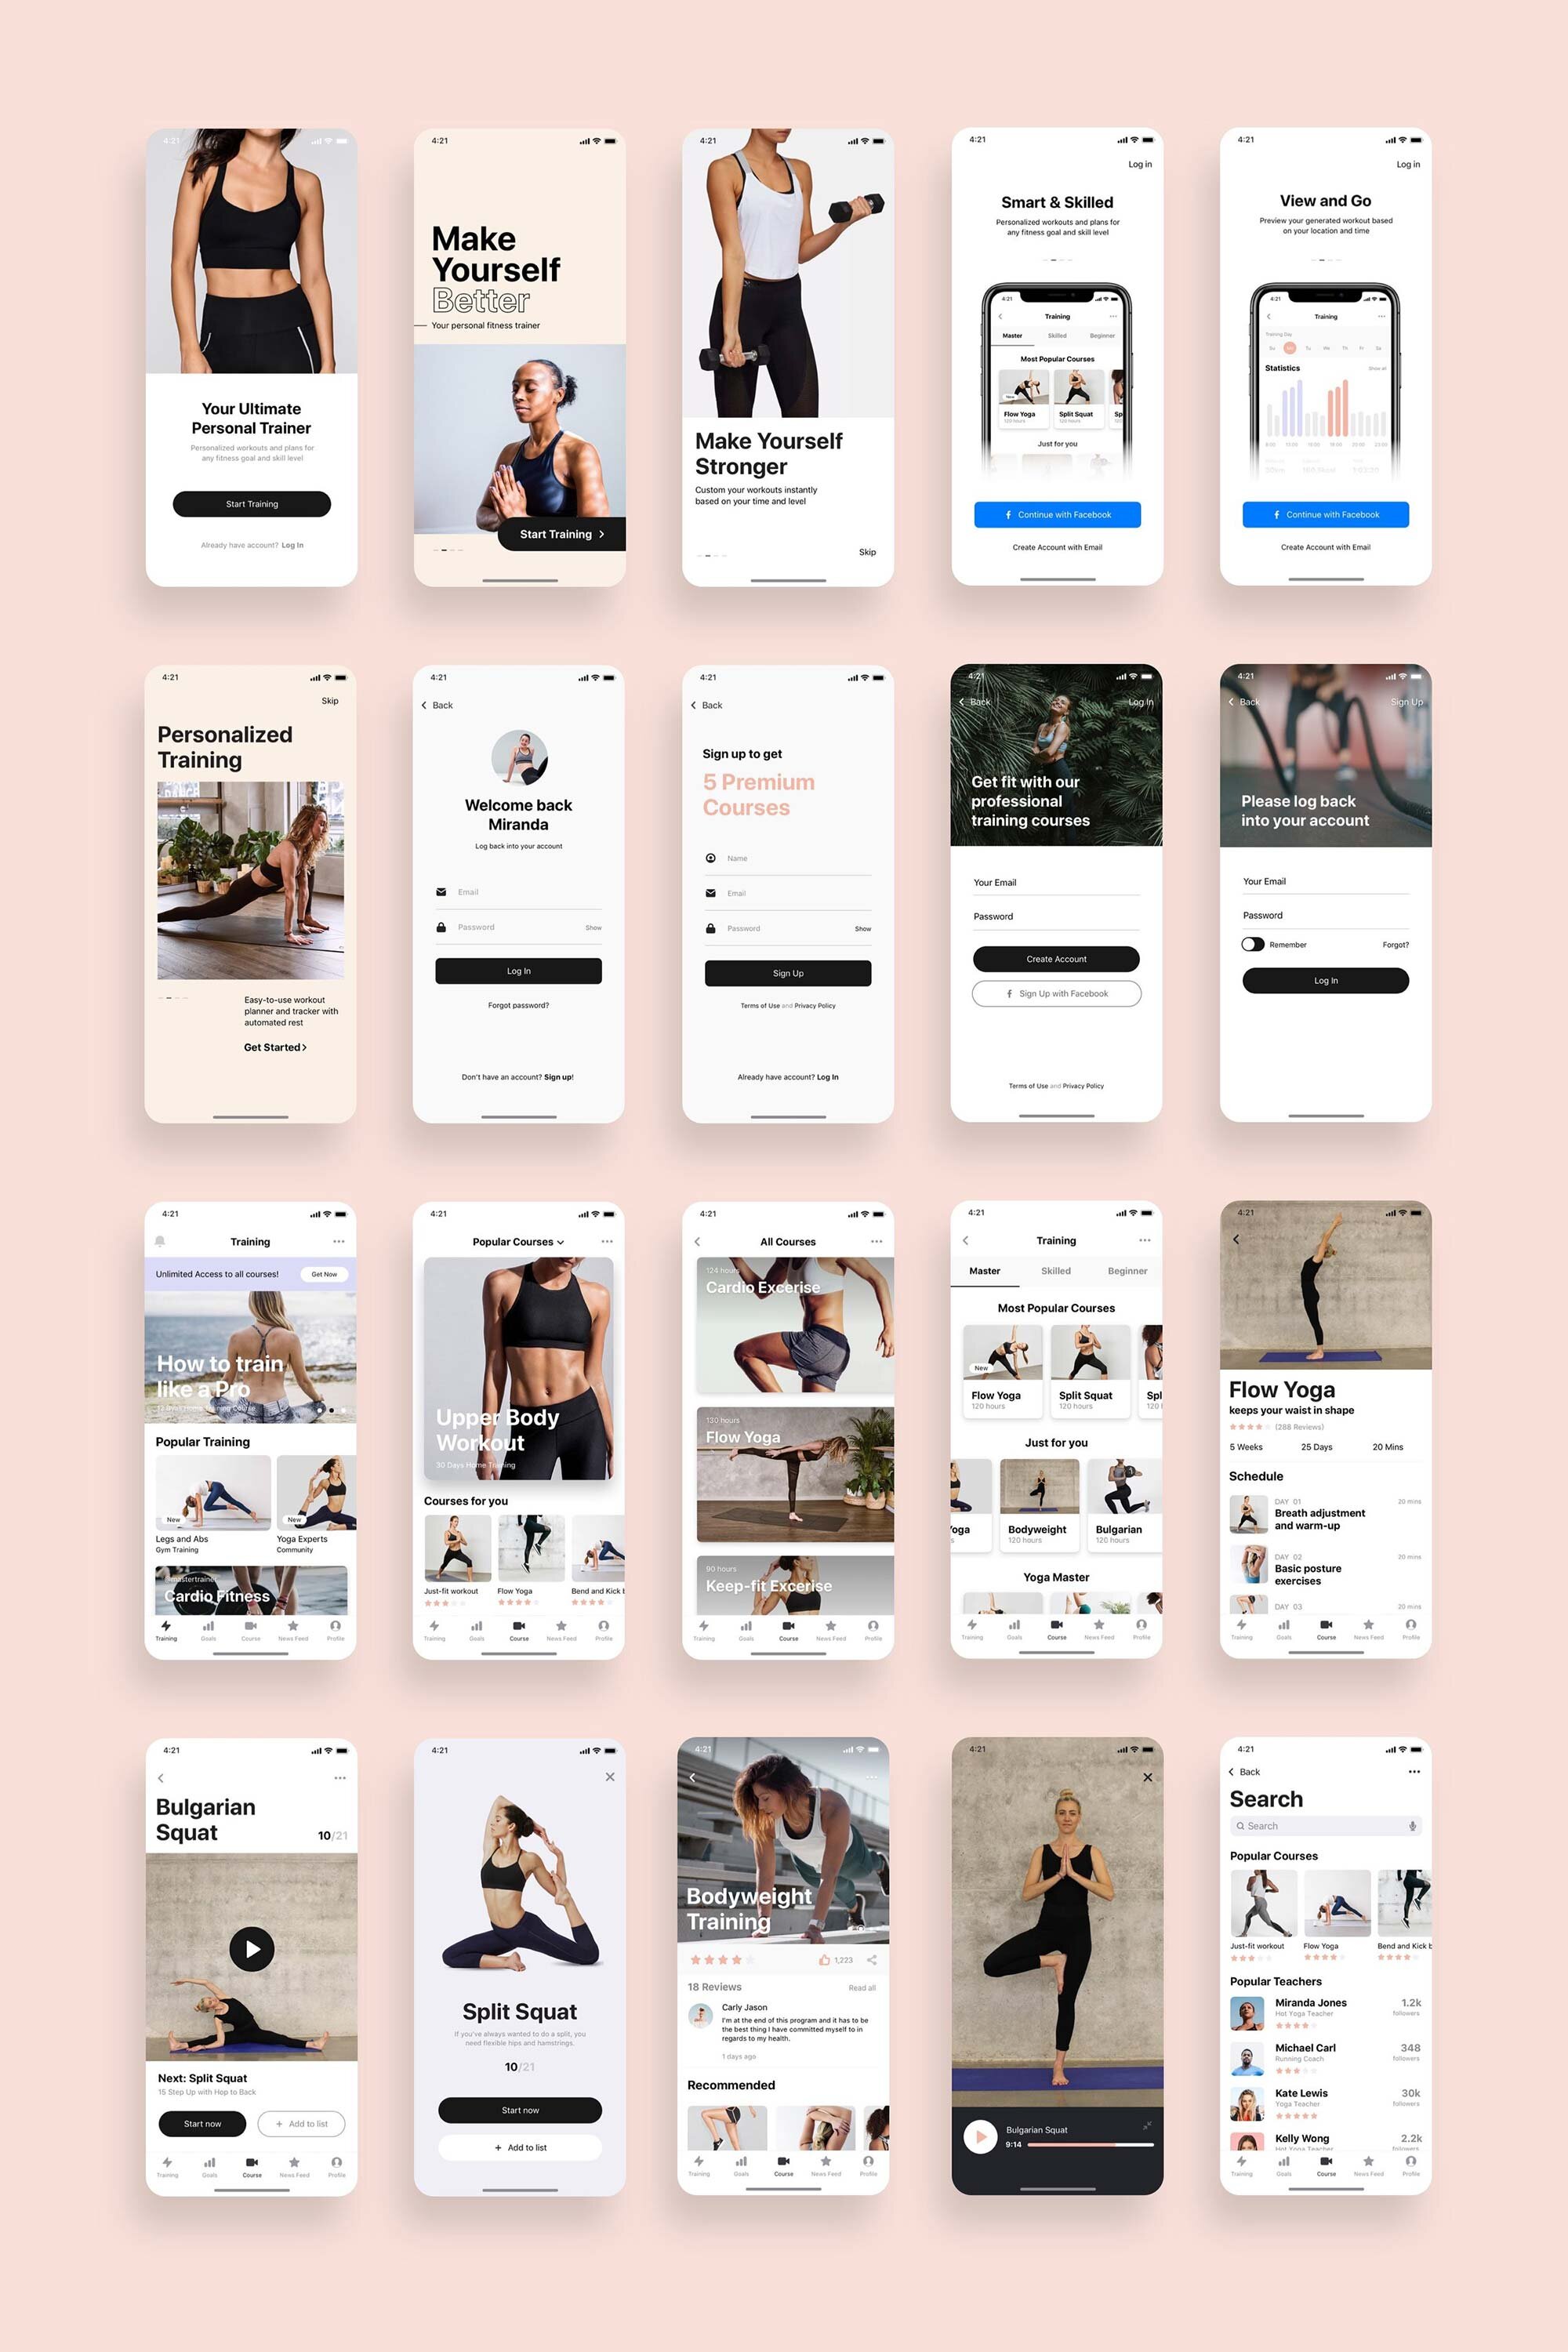 4:21
Your Ultimate
Personal Trainer
Personalized workouts and plans for
any fitness goal and skill level
Start Training
Already have account? Log In
4:21
Make
Yourself
Better
Your personal fitness trainer
Start Training
4:21
Make Yourself
Stronger
Custom your workouts instantly
based on your time and level
Skip
4:21
Log in
Smart & Skilled
Personalized workouts and plans for
any fitness goal and skill level
4:21
Training
Master Skilled Beginner
Most Popular Courses
New
Flow Yoga Split Squat Sp
120 hours 124 hours
Just for you
Continue with Facebook
Create Account with Email
4:21
Log in
View and Go
Preview your generated workout based
on your location and time
4:21
Training
Training Day
Su Mo Tu We Th Fr Sa
Statistics Show all
Continue with Facebook
Create Account with Email
4:21
Skip
Personalized
Training
Easy-to-use workout
planner and tracker with
automated rest
Get Started
4:21
Back
Welcome back
Miranda
Log back into your account
Email
Password Show
Log In
Forgot password?
Don't have an account? Sign up!
4:21
Back
Sign up to get
5 Premium
Courses
Name
Email
Password Show
Sign Up
Terms of Use and Privacy Policy
Already have account? Log In
4:21
Back Log In
Get fit with our
professional
training courses
Your Email
Password
Create Account
Sign Up with Facebook
Terms of Use and Privacy Policy
4:21
Back Sign Up
Please log back
into your account
Your Email
Password
Remember Forgot?
Log In
4:21
Training
Unlimited Access to all courses! Get Now
How to train
like a Pro
Popular Training
New New
Legs and Abs Yoga Experts
Gym Training Community
mastertrainer
Cardio Fitness
Training Goals Course News Feed Profile
4:21
Popular Courses
Upper Body
Workout
30 Days Home Training
Courses for you
Just-fit workout Flow Yoga Bend and Kick b
Training Goals Course News Feed Profile
4:21
All Courses
124 hours
Cardio Excerise
130 hours
Flow Yoga
90 hours
Keep-fit Excerise
Training Goals Course News Feed Profile
4:21
Training
Master Skilled Beginner
Most Popular Courses
New
Flow Yoga Split Squat Spl
120 hours 120 hours 120
Just for you
Yoga Bodyweight Bulgarian
s 120 hours 120 hours
Yoga Master
Training Goals Course News Feed Profile
4:21
Flow Yoga
keeps your waist in shape
(288 Reviews)
5 Weeks 25 Days 20 Mins
Schedule
DAY 01 20 mins
Breath adjustment
and warm-up
DAY 02 20 mins
Basic posture
exercises
DAY 03 20 mins
Training Goals Course News Feed Profile
4:21
Bulgarian
Squat 10/21
Next: Split Squat
15 Step Up with Hop to Back
Start now + Add to list
Training Goals Course News Feed Profile
4:21
Split Squat
If you've always wanted to do a split, you
need flexible hips and hamstrings.
10/21
Start now
+ Add to list
4:21
Bodyweight
Training
1,223
18 Reviews Read all
Carly Jason
I'm at the end of this program and it has to be
the best thing I have committed myself to in
regards to my health.
1 days ago
Recommended
Training Goals Course News Feed Profile
4:21
Bulgarian Squat
9:14
4:21
Back
Search
Search
Popular Courses
Just-fit workout Flow Yoga Bend and Kick b
Popular Teachers
Miranda Jones 1.2k
Hot Yoga Teacher followers
Michael Carl 348
Running Coach followers
Kate Lewis 30k
Yoga Teacher followers
Kelly Wong 2.2k
Hot Yoga Teacher followers
Training Goals Course News Feed Profile